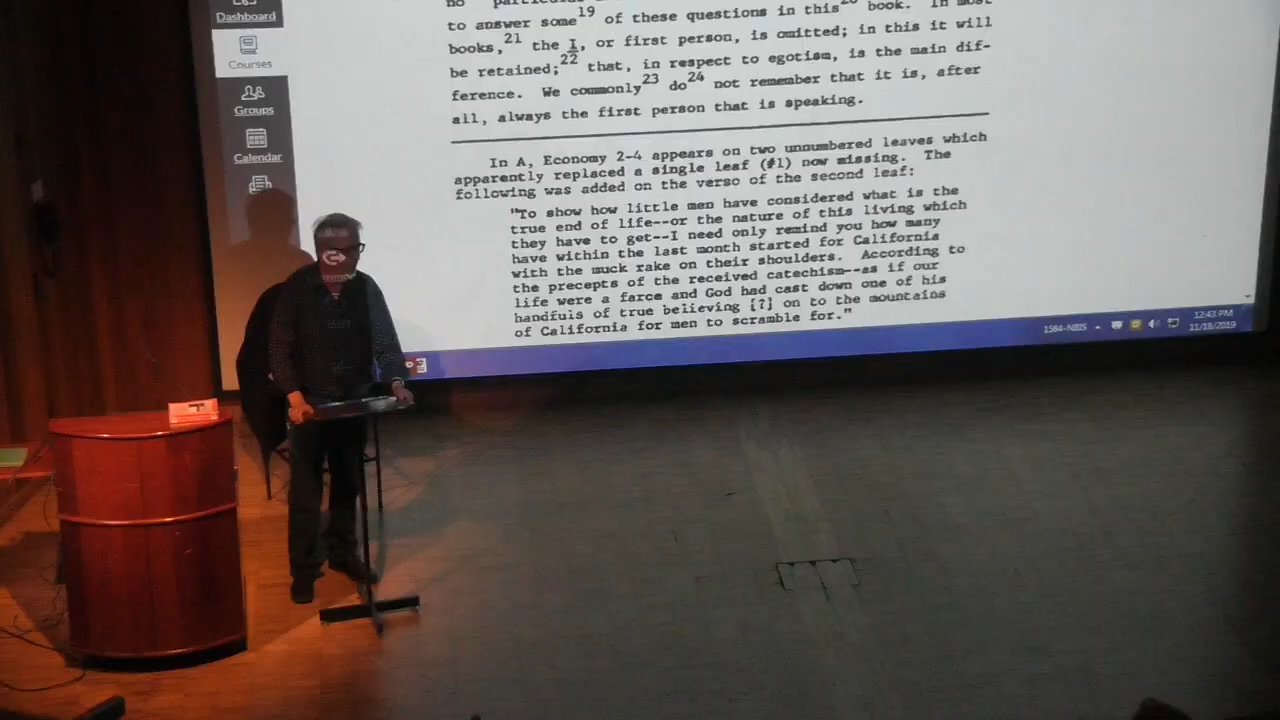 Dashboard
Courses
Groups
Calendar
no particular
to answer some19 of these questions in this20 book. In most
books,21 the I, or first person, is omitted; in this it will
be retained;22 that, in respect to egotism, is the main dif-
ference. We commonly23 do24 not remember that it is, after
all, always the first person that is speaking.
In A, Economy 2-4 appears on two unnumbered leaves which
apparently replaced a single leaf (#1) now missing. The
following was added on the verso of the second leaf:
"To show how little men have considered what is the
true end of life--or the nature of this living which
they have to get--I need only remind you how many
have within the last month started for California
with the muck rake on their shoulders. According to
the precepts of the received catechism--as if our
life were a farce and God had cast down one of his
handfuls of true believing [?] on to the mountains
of California for men to scramble for."
1564-NBIS
12:43 PM
11/18/2019